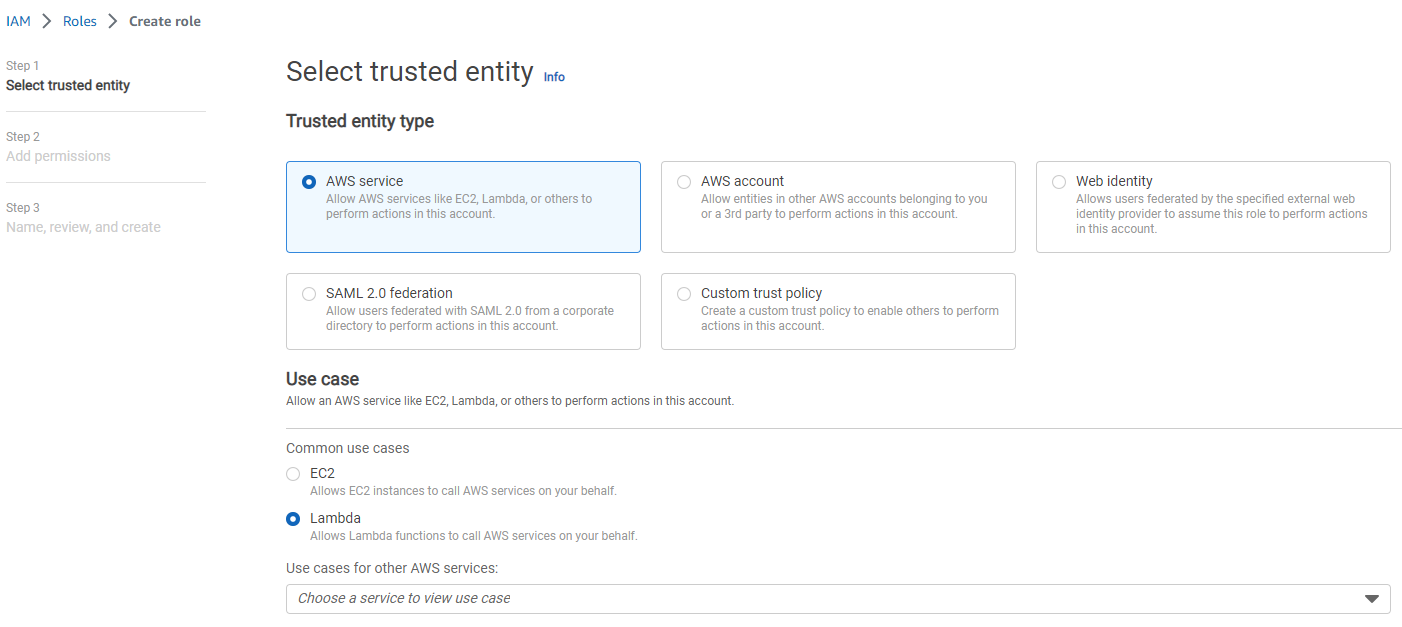 IAM > Roles > Create role
Step 1
Select trusted entity
Step 2
Add permissions
Step 3
Name, review, and create
Select trusted entity Info
Trusted entity type
AWS service
Allow AWS services like EC2, Lambda, or others to
perform actions in this account.
AWS account
Allow entities in other AWS accounts belonging to you
or a 3rd party to perform actions in this account.
Web identity
Allows users federated by the specified external web
identity provider to assume this role to perform actions
in this account.
SAML 2.0 federation
Allow users federated with SAML 2.0 from a corporate
directory to perform actions in this account.
Custom trust policy
Create a custom trust policy to enable others to perform
actions in this account.
Use case
Allow an AWS service like EC2, Lambda, or others to perform actions in this account.
Common use cases
EC2
Allows EC2 instances to call AWS services on your behalf.
Lambda
Allows Lambda functions to call AWS services on your behalf.
Use cases for other AWS services:
Choose a service to view use case